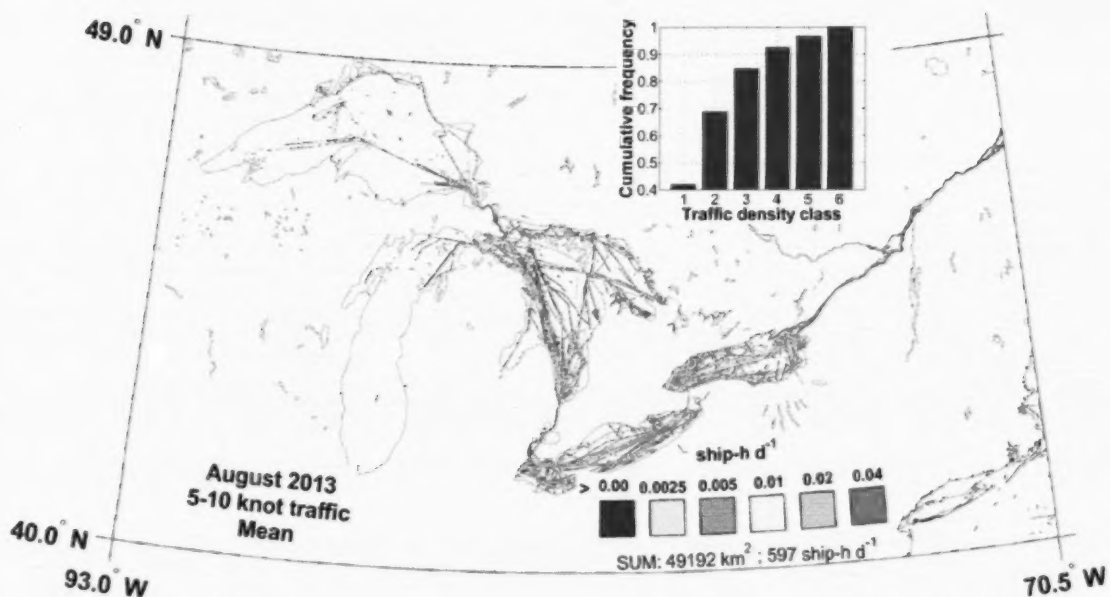 49.0° N
1
0.9
0.8
0.7
0.6
0.5
0.4
Cumulative frequency
1 2 3 4 5 6
Traffic density class
August 2013
5-10 knot traffic
Mean
ship-h d⁻¹
> 0.00 0.0025 0.005 0.01 0.02 0.04
SUM: 49192 km² ; 597 ship-h d⁻¹
40.0° N
93.0° W
70.5° W